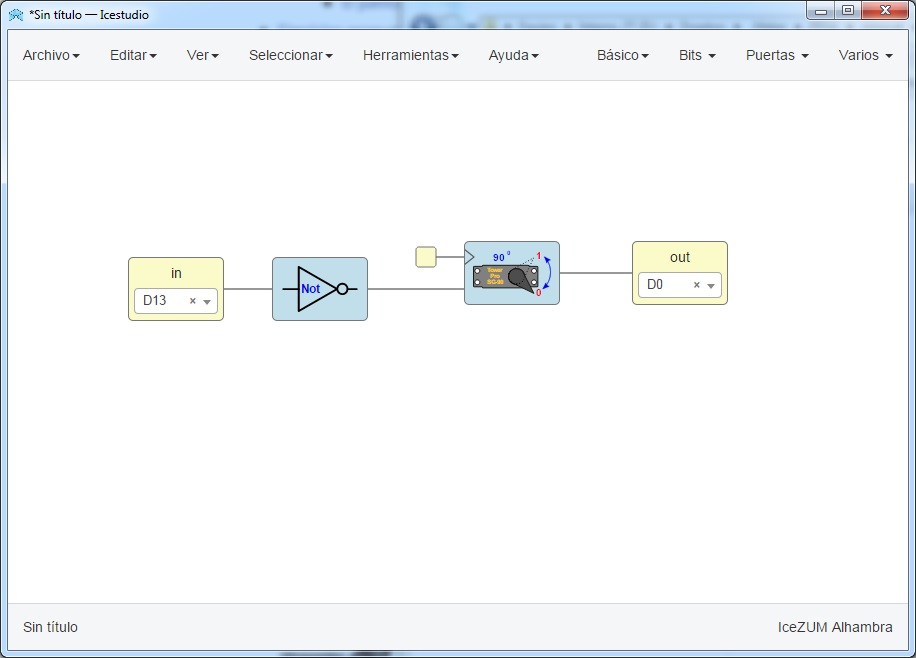 *Sin título — Icestudio
Archivo Editar Ver Seleccionar Herramientas Ayuda Básico Bits Puertas Varios
in
D13 ×
Not
90 º
1
Tower
Pro
SG-90
0
out
D0 ×
Sin título
IceZUM Alhambra